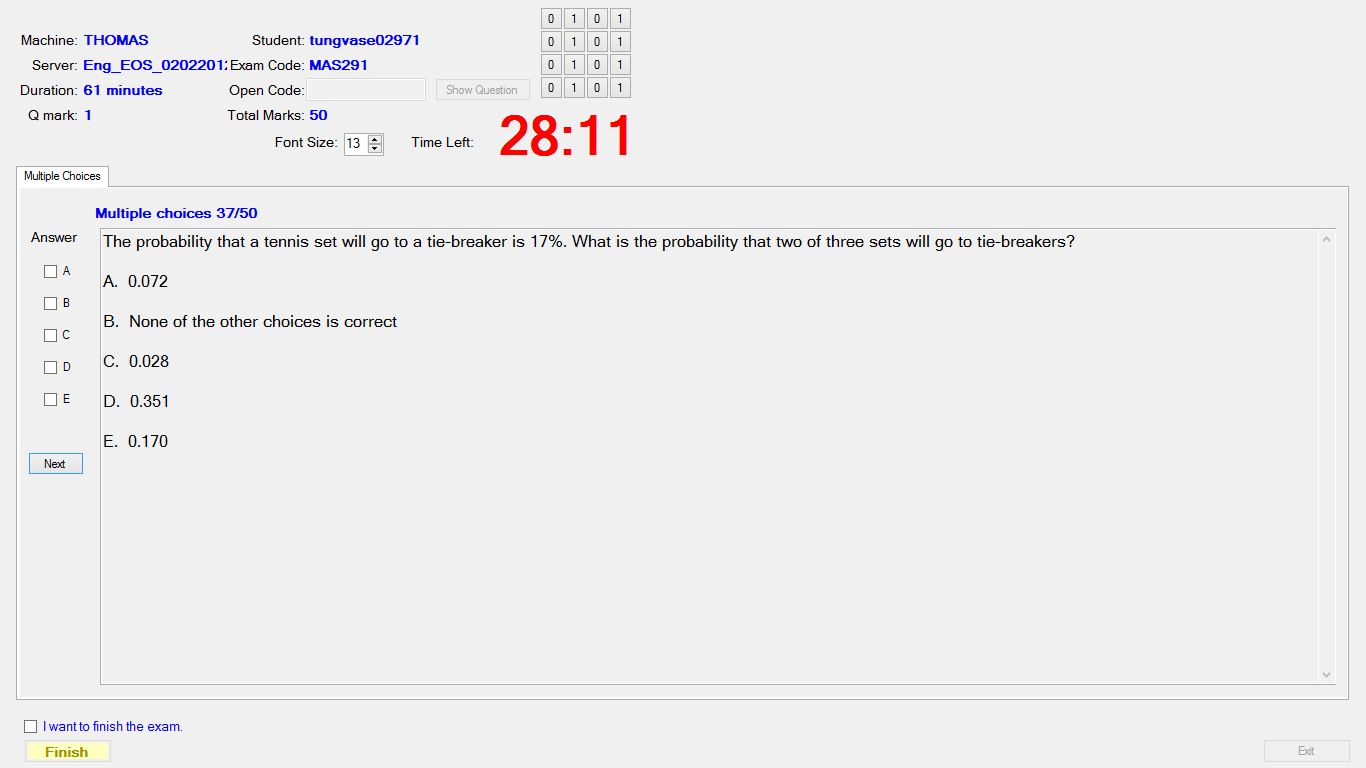 0 1 0 1
Machine: THOMAS Student: tungvase02971
0 1 0 1
Server: Eng_EOS_02022012 Exam Code: MAS291
0 1 0 1
Duration: 61 minutes Open Code: Show Question
0 1 0 1
Q mark: 1 Total Marks: 50
Font Size: 13 Time Left: 28:11
Multiple Choices
Multiple choices 37/50
Answer
The probability that a tennis set will go to a tie-breaker is 17%. What is the probability that two of three sets will go to tie-breakers?
A
A. 0.072
B
B. None of the other choices is correct
C
C. 0.028
D
D. 0.351
E
E. 0.170
Next
I want to finish the exam.
Finish
Exit